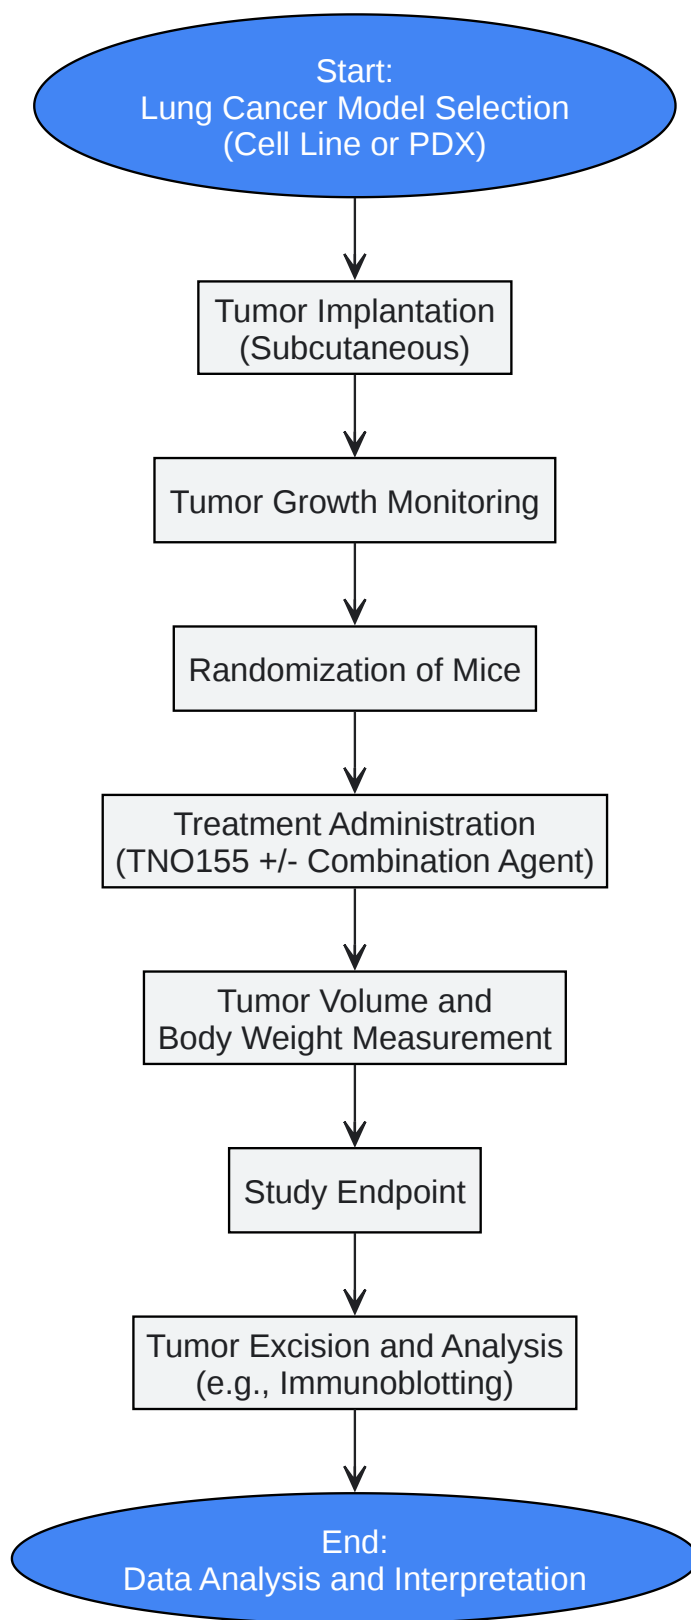 Start:
Lung Cancer Model Selection
(Cell Line or PDX)
Tumor Implantation
(Subcutaneous)
Tumor Growth Monitoring
Randomization of Mice
Treatment Administration
(TNO155 +/- Combination Agent)
Tumor Volume and
Body Weight Measurement
Study Endpoint
Tumor Excision and Analysis
(e.g., Immunoblotting)
End:
Data Analysis and Interpretation